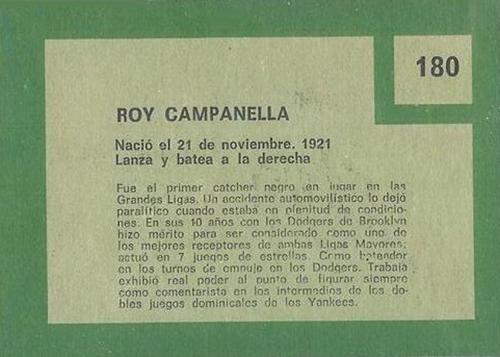 180
ROY CAMPANELLA
Nació el 21 de noviembre. 1921
Lanza y batea a la derecha
Fue el primer catcher negro en jugar en las
Grandes Ligas. Un accidente automovilístico lo dejó
paralítico cuando estaba en plenitud de condicio-
nes. En sus 10 años con los Dodgers de Brooklyn
hizo mérito para ser considerado como uno de
los mejores receptores de ambas Ligas Mayores;
actuó en 7 juegos de estrellas. Como bateador
en los turnos de empuje en los Dodgers. Trabaja
exhibió real poder al punto de figurar siempre
como comentarista en los intermedios de los do-
bles juegos dominicales de los Yankees.